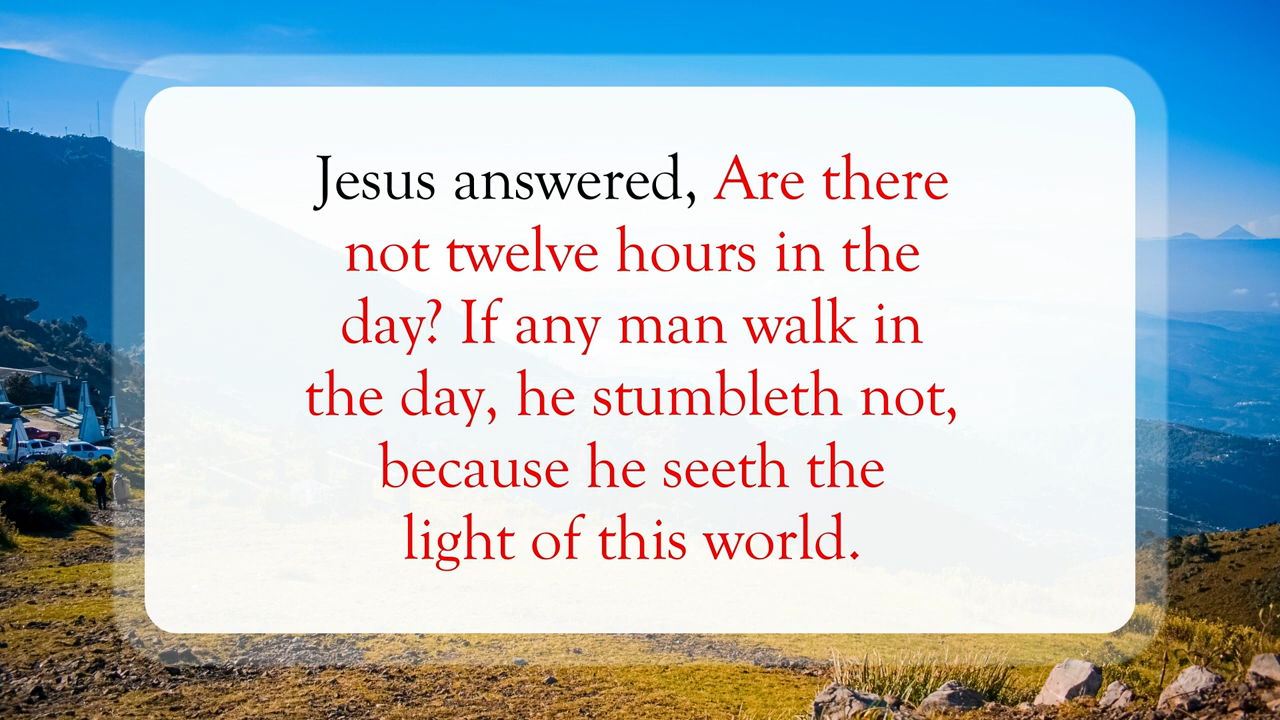 Jesus answered, Are there
not twelve hours in the
day? If any man walk in
the day, he stumbleth not,
because he seeth the
light of this world.